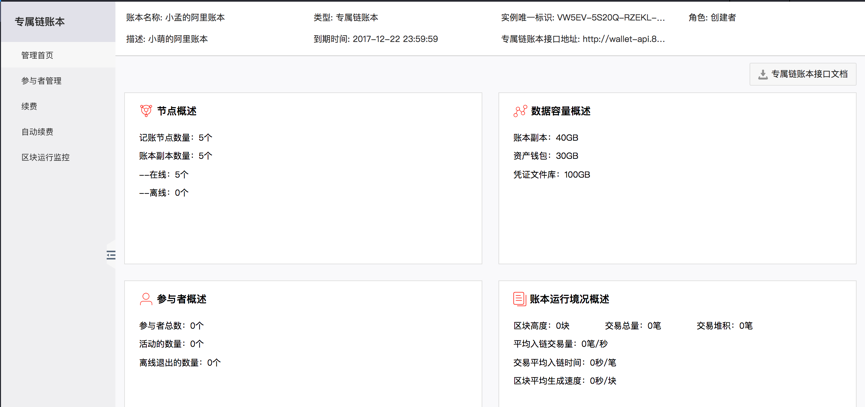 专属链账本
管理首页
参与者管理
续费
自动续费
区块运行监控
账本名称: 小孟的阿里账本 类型: 专属链账本 实例唯一标识: VW5EV-5S20Q-RZEKL-... 角色: 创建者
描述: 小萌的阿里账本 到期时间: 2017-12-22 23:59:59 专属链账本接口地址: http://wallet-api.8...
专属链账本接口文档
节点概述
记账节点数量：5个
账本副本数量：5个
--在线：5个
--离线：0个
数据容量概述
账本副本：40GB
资产钱包：30GB
凭证文件库：100GB
参与者概述
参与者总数：0个
活动的数量：0个
离线退出的数量：0个
账本运行境况概述
区块高度：0块 交易总量：0笔 交易堆积：0笔
平均入链交易量：0笔/秒
交易平均入链时间：0秒/笔
区块平均生成速度：0秒/块